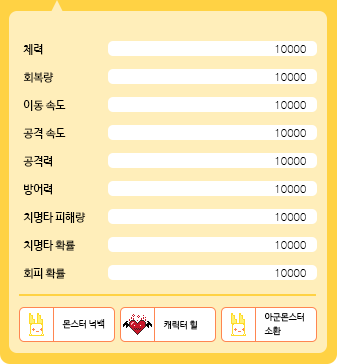 체력 10000
회복량 10000
이동 속도 10000
공격 속도 10000
공격력 10000
방어력 10000
치명타 피해량 10000
치명타 확률 10000
회피 확률 10000
몬스터 넉백 캐릭터 힐 아군몬스터
소환